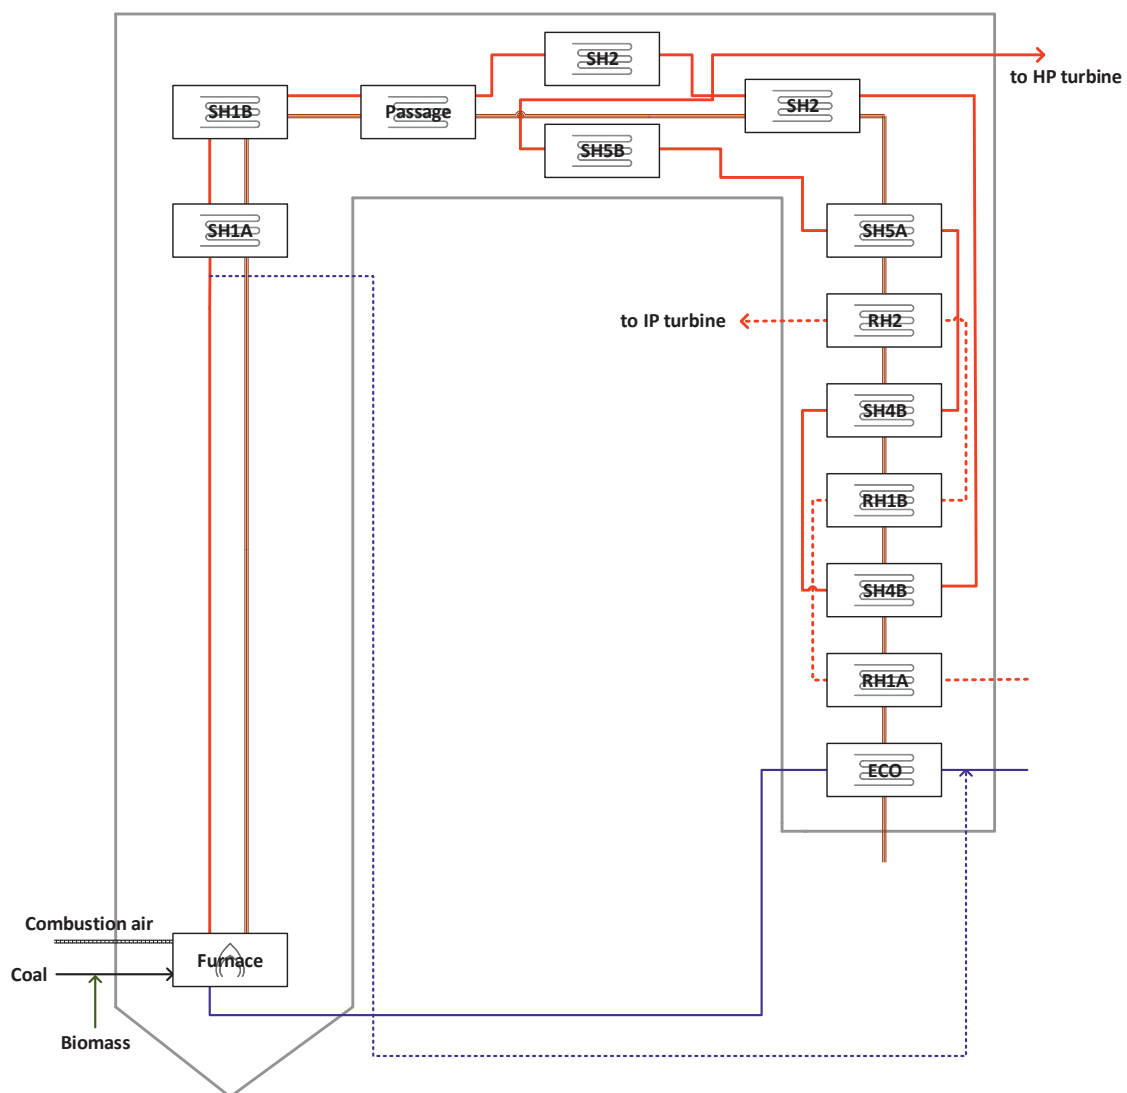 SH2
to HP turbine
SH1B
Passage
SH2
SH5B
SH1A
SH5A
to IP turbine
RH2
SH4B
RH1B
SH4B
RH1A
ECO
Combustion air
Furnace
Coal
Biomass